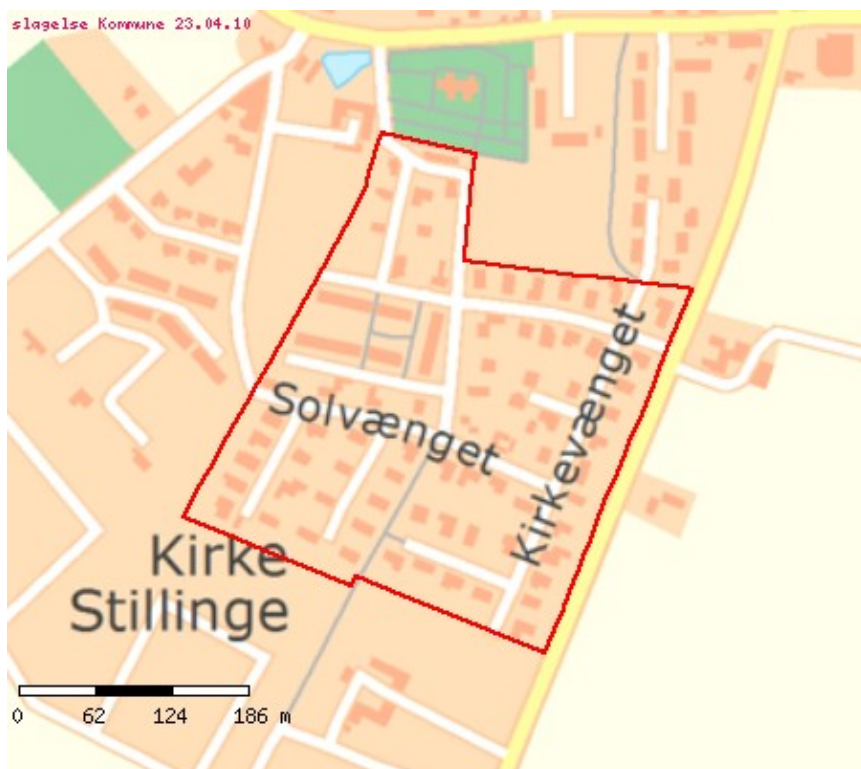 slagelse Kommune 23.04.10
Solvænget
Kirkevænget
Kirke
Stillinge
0 62 124 186 m